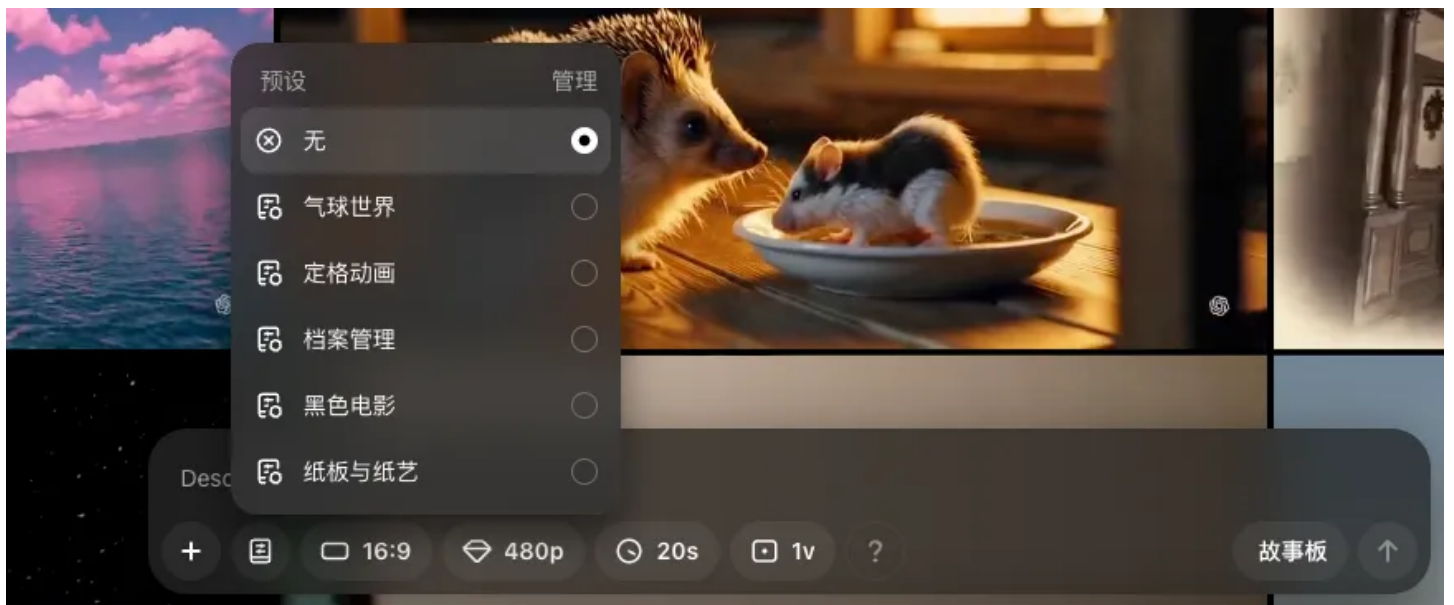 预设 管理
无
气球世界
定格动画
档案管理
黑色电影
纸板与纸艺
Desc
+ 16:9 480p 20s 1v ? 故事板